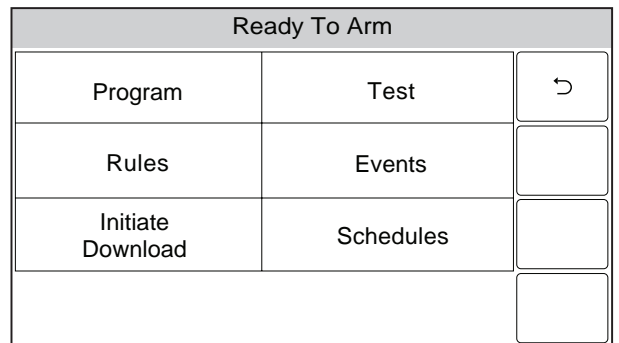 Ready To Arm
Program
Test
Rules
Events
Initiate
Download
Schedules